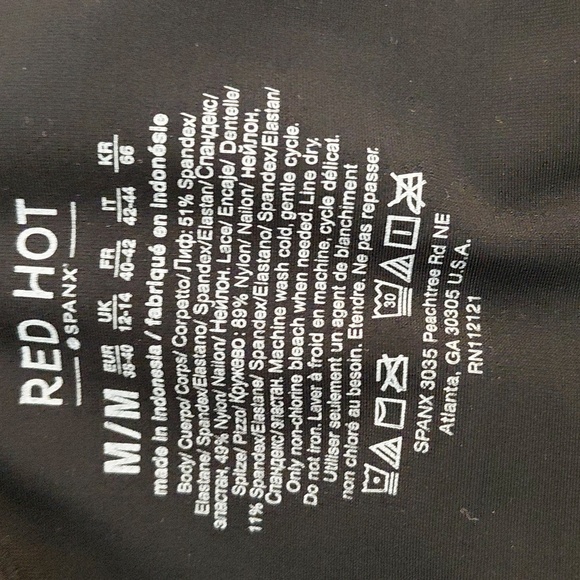 RED HOT
SPANX®
M/M
EUR 38-40
UK 12-14
FR 40-42
IT 42-44
KR 66
made in Indonesia / fabriqué en Indonésie
Body/ Cuerpo/ Corps/ Corpetto/ Лиф: 51% Spandex/
Elastane/ Spandex/Elastano/ Spandex/Elastan/Спандекс/
эластан, 49% Nylon/ Nailon/ Нейлон. Lace/ Encaje/ Dentelle/
Spitze/ Pizzo/ Кружево : 89% Nylon/ Nailon/ Нейлон,
11% Spandex/Elastane/ Spandex/Elastano/ Spandex/Elastan/
Спандекс/эластан. Machine wash cold, gentle cycle.
Only non-chlorine bleach when needed. Line dry.
Do not iron. Laver à froid en machine, cycle délicat.
Utiliser seulement un agent de blanchiment
non chloré au besoin. Etendre. Ne pas repasser.
30
SPANX 3035 Peachtree Rd NE
Atlanta, GA 30305 U.S.A.
RN112121